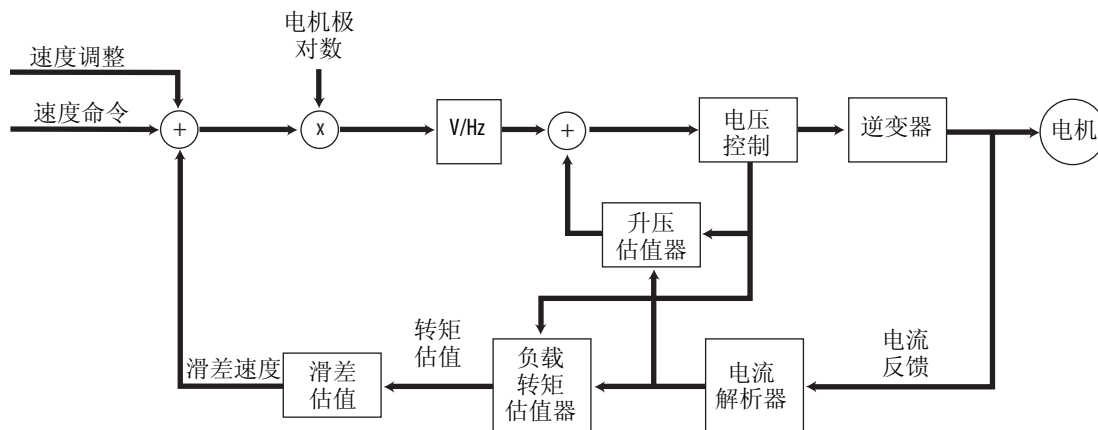 电机极
对数
速度调整
速度命令
+
x
V/Hz
+
电压
控制
逆变器
电机
升压
估值器
转矩
估值
滑差速度
滑差
估值
负载
转矩
估值器
电流
解析器
电流
反馈